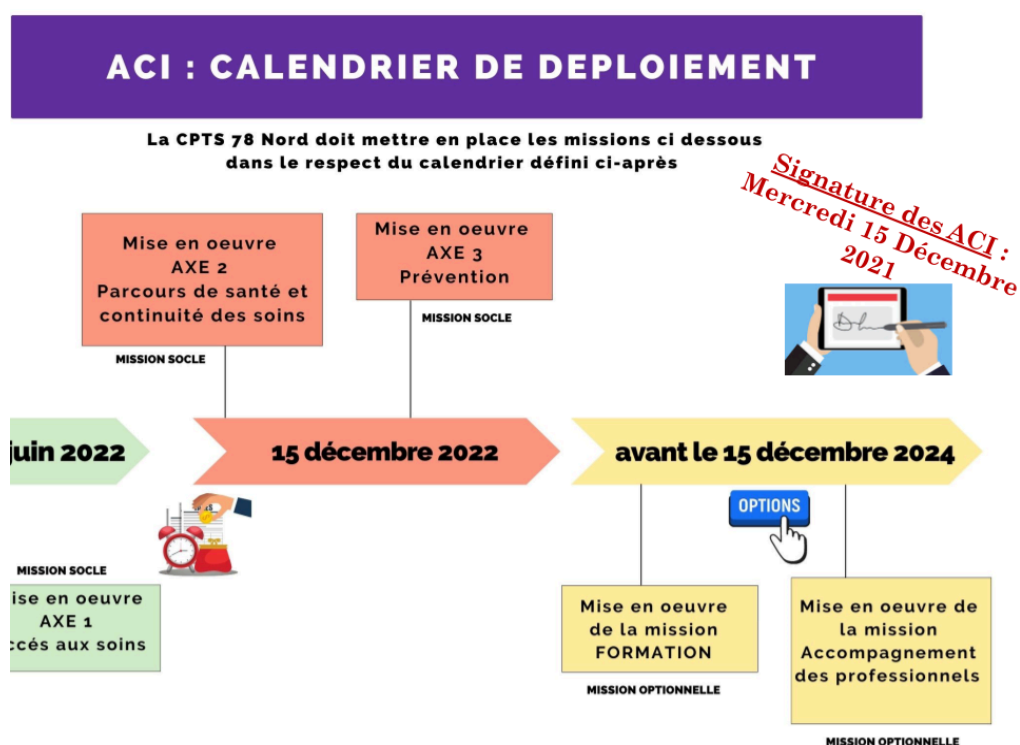 ACI : CALENDRIER DE DEPLOIEMENT
La CPTS 78 Nord doit mettre en place les missions ci dessous
dans le respect du calendrier défini ci-après
Signature des ACI :
Mercredi 15 Décembre
2021
Mise en oeuvre
AXE 2
Parcours de santé et
continuité des soins
MISSION SOCLE
Mise en oeuvre
AXE 3
Prévention
MISSION SOCLE
juin 2022
15 décembre 2022
avant le 15 décembre 2024
OPTIONS
MISSION SOCLE
ise en oeuvre
AXE 1
ccés aux soins
Mise en oeuvre
de la mission
FORMATION
MISSION OPTIONNELLE
Mise en oeuvre de
la mission
Accompagnement
des professionnels
MISSION OPTIONNELLE